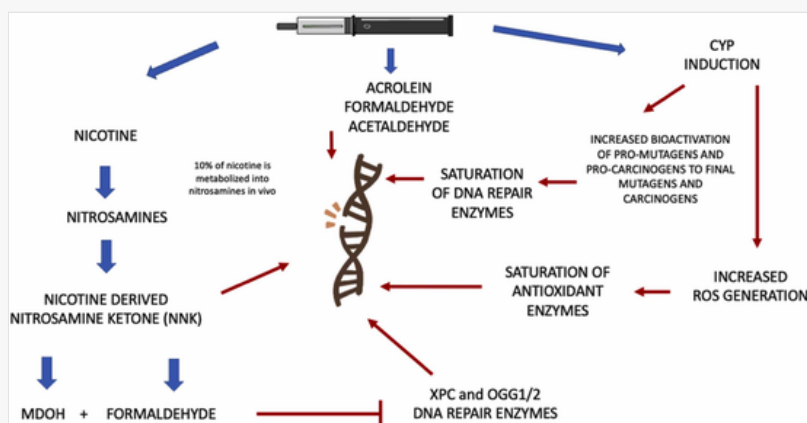 CYP
INDUCTION
ACROLEIN
FORMALDEHYDE
ACETALDEHYDE
NICOTINE
10% of nicotine is
metabolized into
nitrosamines in vivo
INCREASED BIOACTIVATION
OF PRO-MUTAGENS AND
PRO-CARCINOGENS TO FINAL
MUTAGENS AND
CARCINOGENS
SATURATION
OF DNA REPAIR
ENZYMES
NITROSAMINES
SATURATION OF
ANTIOXIDANT
ENZYMES
INCREASED
ROS GENERATION
NICOTINE DERIVED
NITROSAMINE KETONE (NNK)
XPC and OGG1/2
DNA REPAIR ENZYMES
MDOH + FORMALDEHYDE